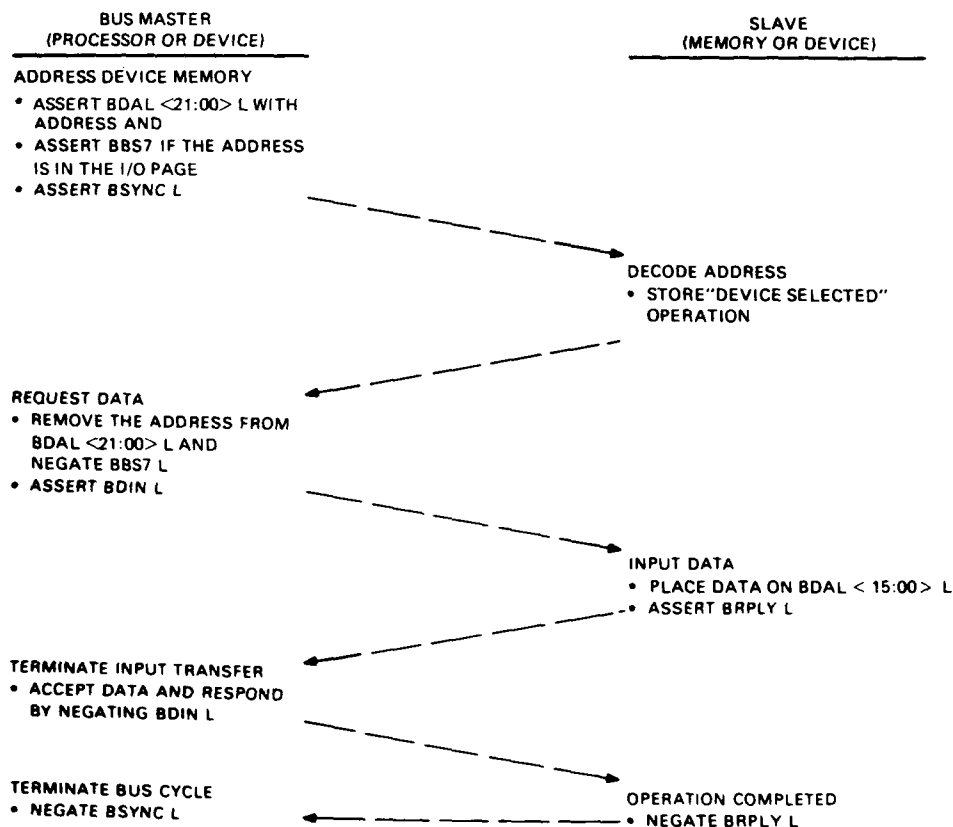 BUS MASTER
(PROCESSOR OR DEVICE)
SLAVE
(MEMORY OR DEVICE)
ADDRESS DEVICE MEMORY
• ASSERT BDAL <21:00> L WITH
ADDRESS AND
• ASSERT BBS7 IF THE ADDRESS
IS IN THE I/O PAGE
• ASSERT BSYNC L
DECODE ADDRESS
• STORE"DEVICE SELECTED"
OPERATION
REQUEST DATA
• REMOVE THE ADDRESS FROM
BDAL <21:00> L AND
NEGATE BBS7 L
• ASSERT BDIN L
INPUT DATA
• PLACE DATA ON BDAL < 15:00> L
• ASSERT BRPLY L
TERMINATE INPUT TRANSFER
• ACCEPT DATA AND RESPOND
BY NEGATING BDIN L
OPERATION COMPLETED
• NEGATE BRPLY L
TERMINATE BUS CYCLE
• NEGATE BSYNC L